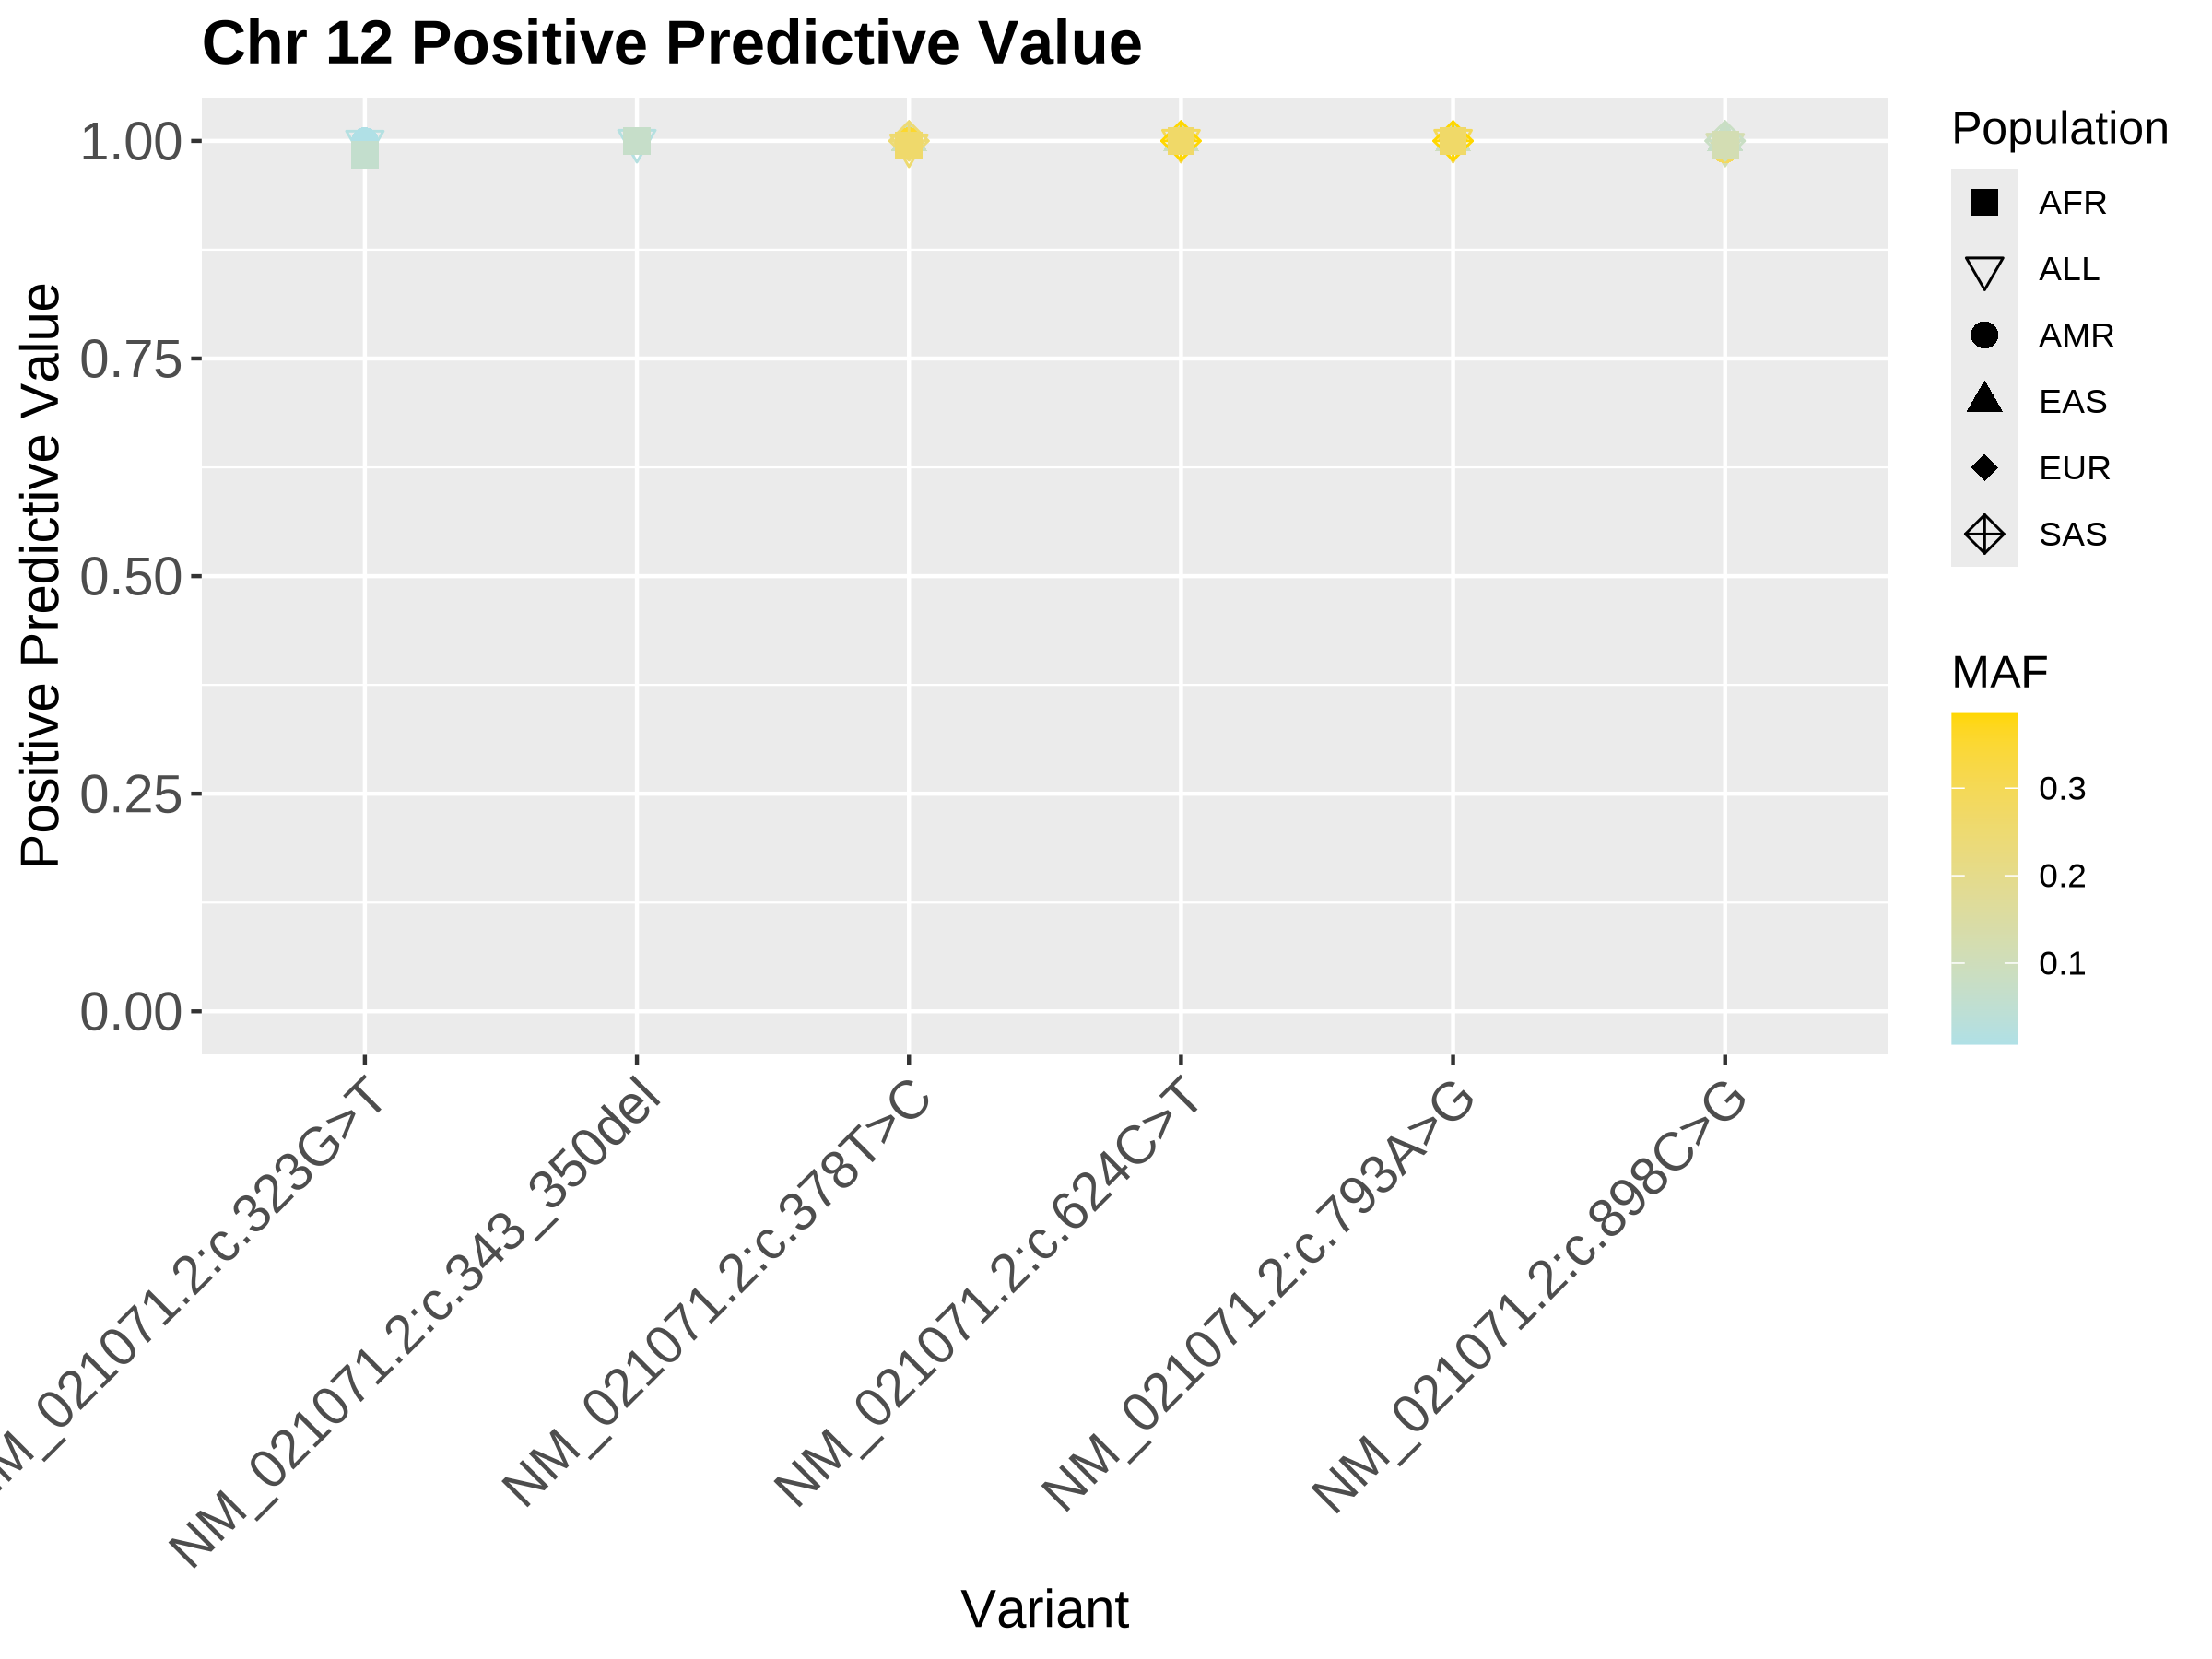 Chr 12 Positive Predictive Value
Positive Predictive Value
1.00
0.75
0.50
0.25
0.00
M_021071.2:c.323G>T
NM_021071.2:c.343_350del
NM_021071.2:c.378T>C
NM_021071.2:c.624C>T
NM_021071.2:c.793A>G
NM_021071.2:c.898C>G
Variant
Population
AFR
ALL
AMR
EAS
EUR
SAS
MAF
0.3
0.2
0.1